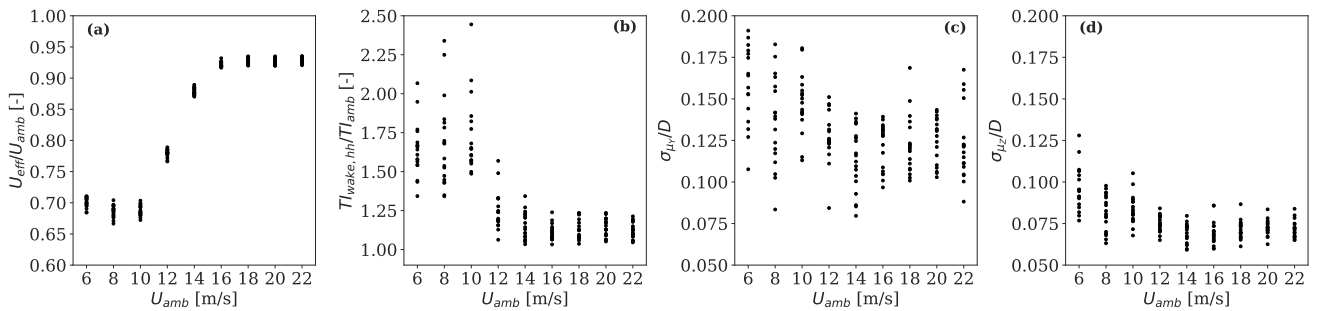 (a)
1.00
0.95
0.90
0.85
0.80
0.75
0.70
0.65
0.60
U_eff/U_amb [-]
6 8 10 12 14 16 18 20 22
U_amb [m/s]
(b)
2.50
2.25
2.00
1.75
1.50
1.25
1.00
TI_wake,hh/TI_amb [-]
6 8 10 12 14 16 18 20 22
U_amb [m/s]
(c)
0.200
0.175
0.150
0.125
0.100
0.075
0.050
σ_μY/D
6 8 10 12 14 16 18 20 22
U_amb [m/s]
(d)
0.200
0.175
0.150
0.125
0.100
0.075
0.050
σ_μZ/D
6 8 10 12 14 16 18 20 22
U_amb [m/s]